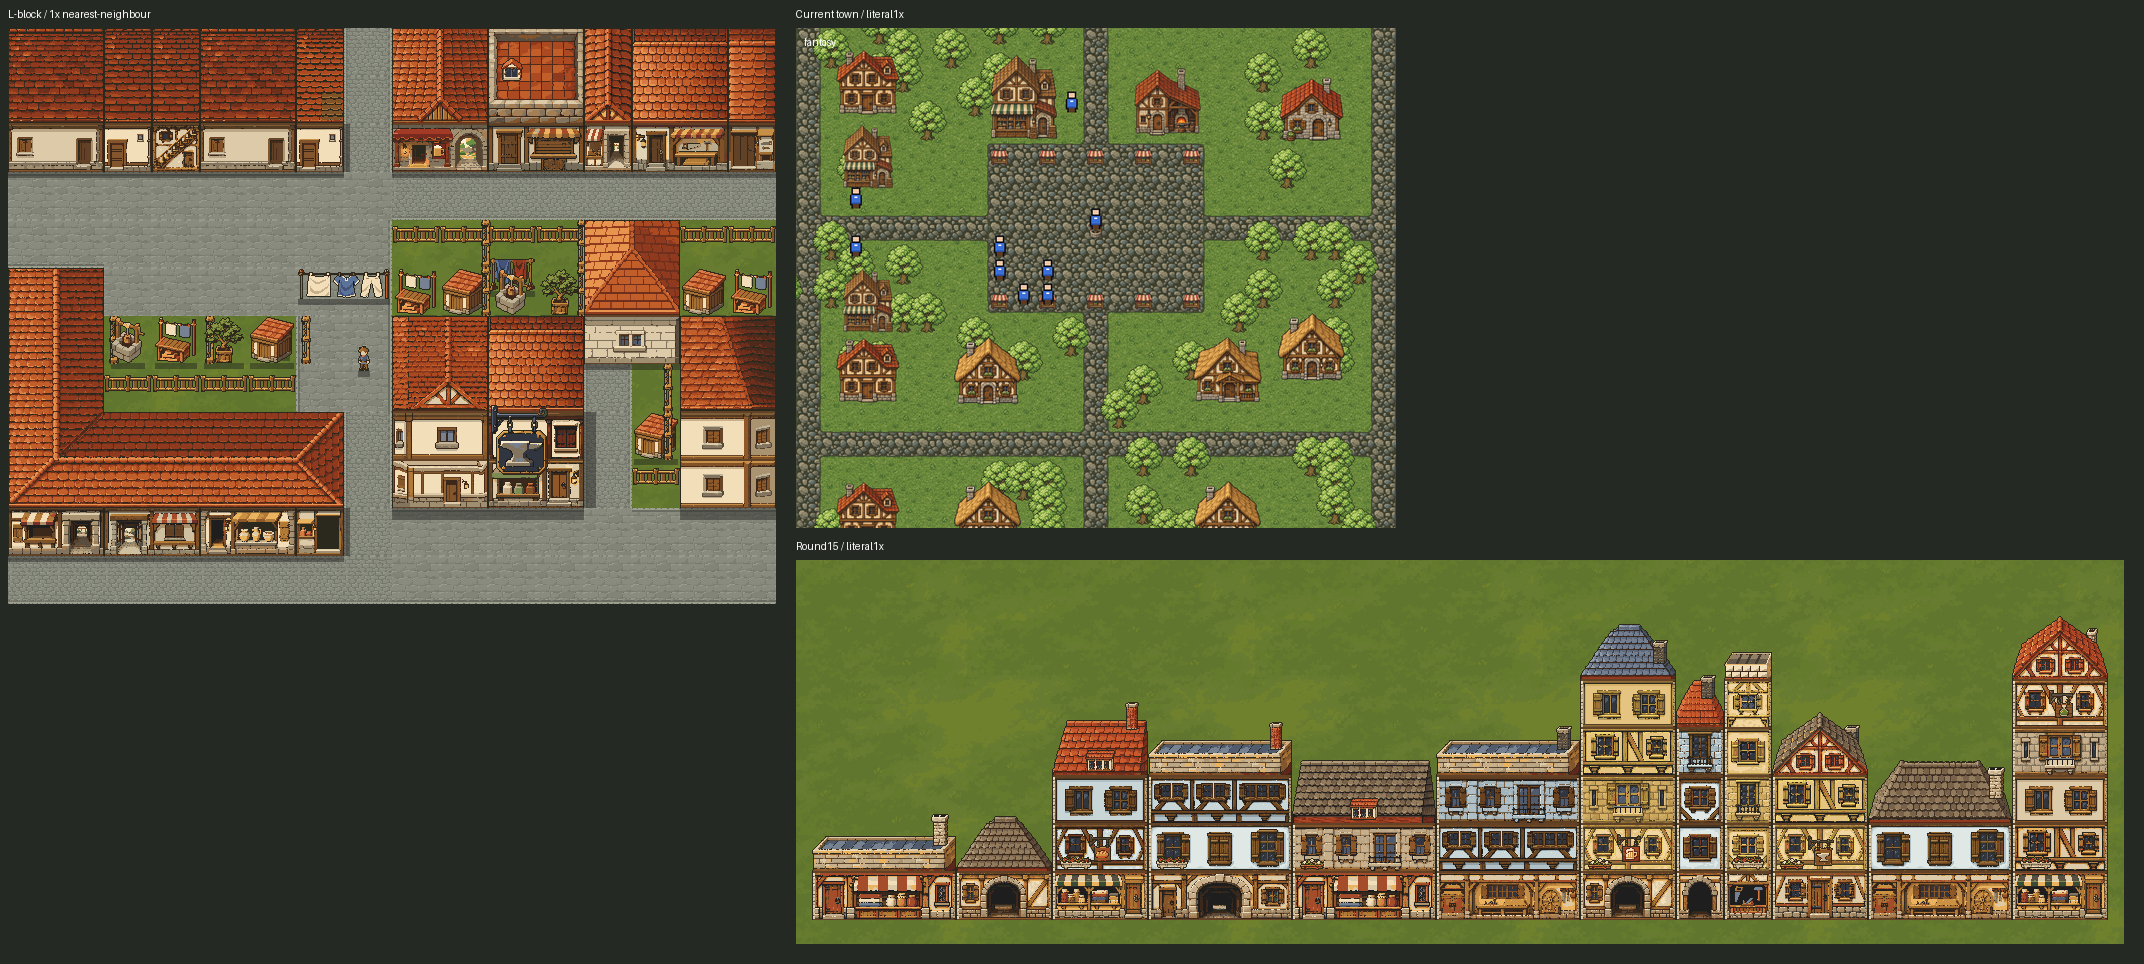 L-block / 1x nearest-neighbour
Current town / literal1x
fantasy
Round15 / literal1x